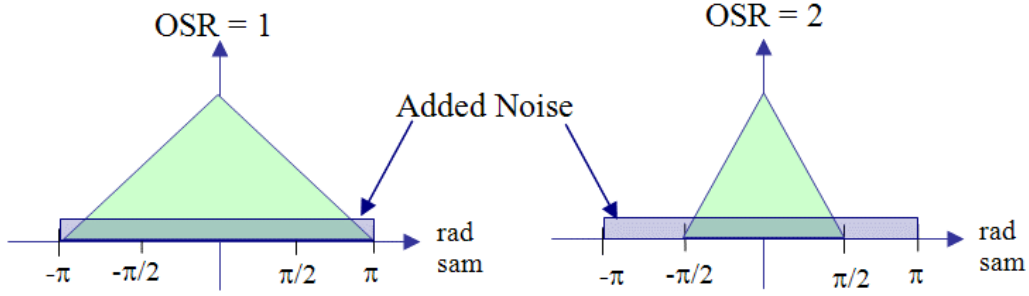 OSR = 1
OSR = 2
Added Noise
-π
-π/2
π/2
π
rad
sam
-π
-π/2
π/2
π
rad
sam